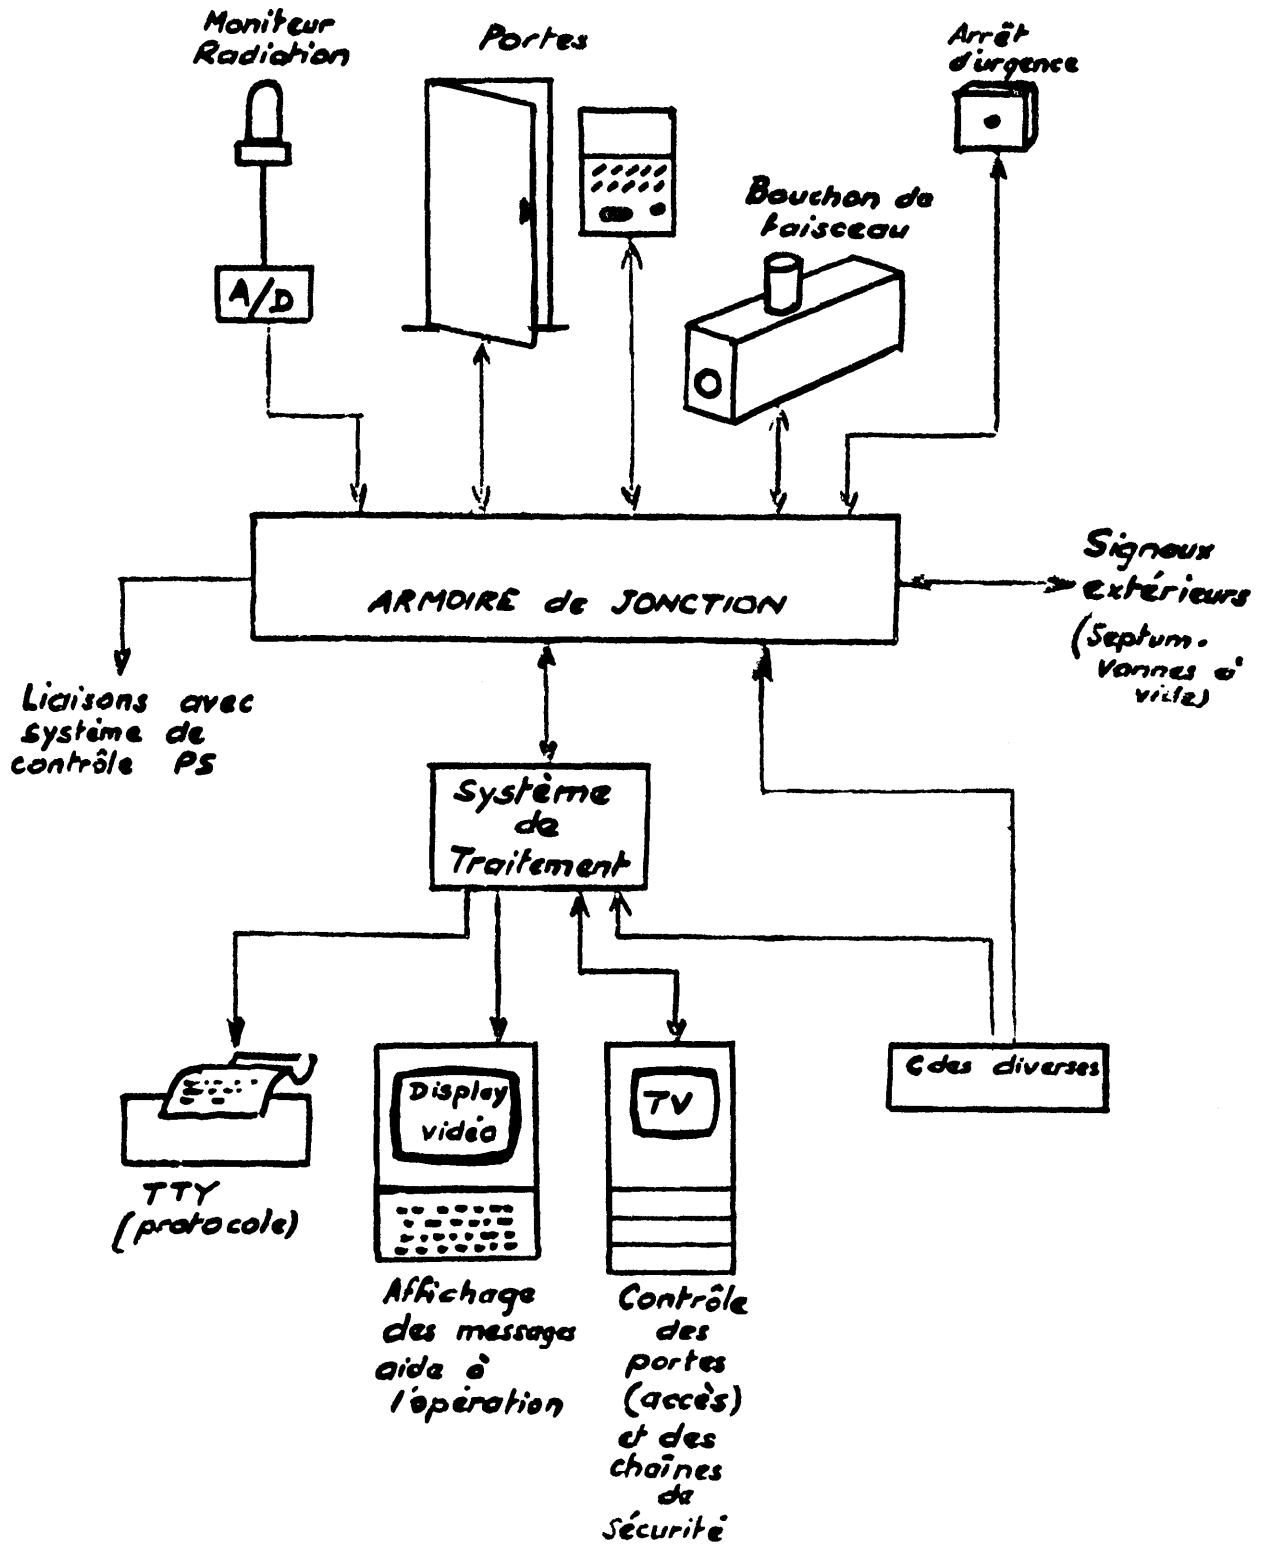 Moniteur
Radiation
Portes
Arrêt
d'urgence
Bouchon de
faisceau
A/D
ARMOIRE de JONCTION
Signaux
extérieurs
(Septum.
Vannes à
vide)
Liaisons avec
système de
contrôle PS
Système
de
Traitement
Display
vidéo
TV
Cdes diverses
TTY
(protocole)
Affichage
des messages
aide à
l'opération
Contrôle
des
portes
(accès)
et des
chaînes
de
sécurité